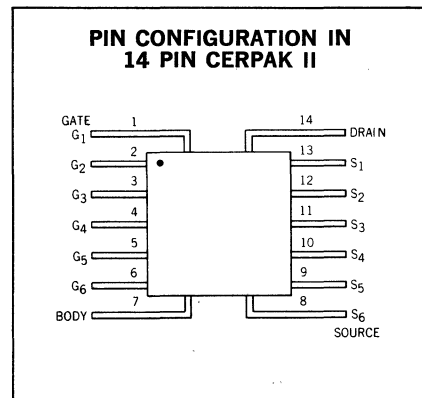 PIN CONFIGURATION IN
14 PIN CERPAK II
GATE 1 14
G1 DRAIN
2 13
G2 S1
3 12
G3 S2
4 11
G4 S3
5 10
G5 S4
6 9
G6 S5
7 8
BODY S6
SOURCE